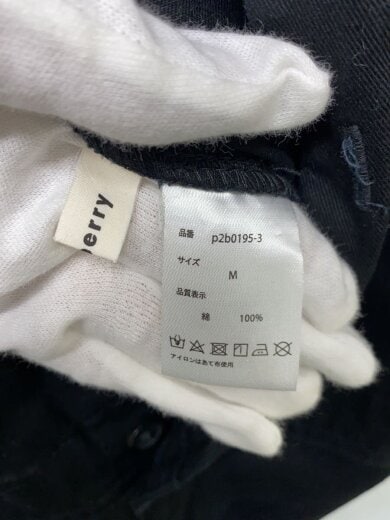 perry
品番 p2b0195-3
サイズ
M
品質表示
綿 100%
アイロンはあて布使用